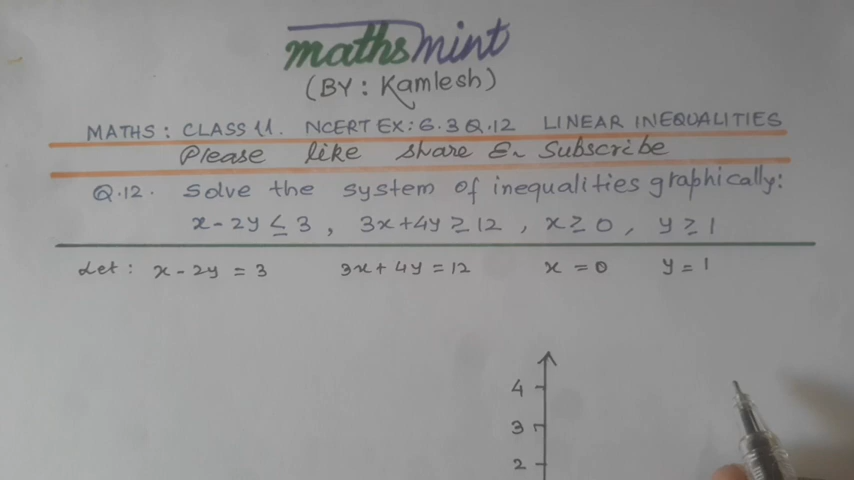 mathsmint
(BY: Kamlesh)
MATHS: CLASS 11. NCERT EX: 6.3 Q.12 LINEAR INEQUALITIES
Please like share & Subscribe
Q.12. Solve the system of inequalities graphically:
x - 2y ≤ 3, 3x + 4y ≥ 12, x ≥ 0, y ≥ 1
Let: x - 2y = 3 3x + 4y = 12 x = 0 y = 1
4
3
2